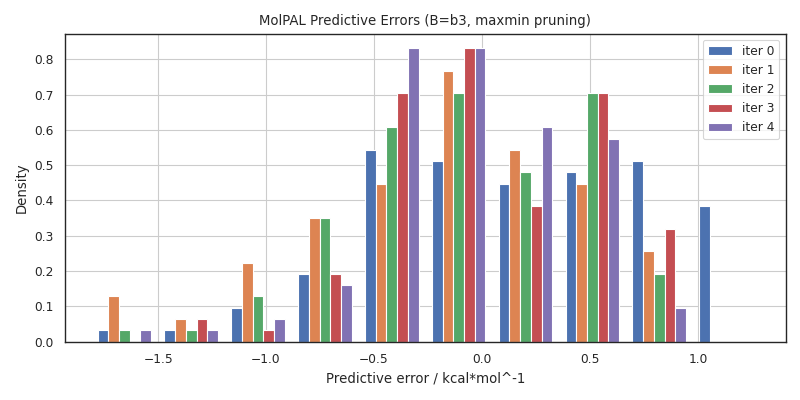 MolPAL Predictive Errors (B=b3, maxmin pruning)
iter 0
iter 1
iter 2
iter 3
iter 4
Density
0.8
0.7
0.6
0.5
0.4
0.3
0.2
0.1
0.0
−1.5 −1.0 −0.5 0.0 0.5 1.0
Predictive error / kcal*mol^-1